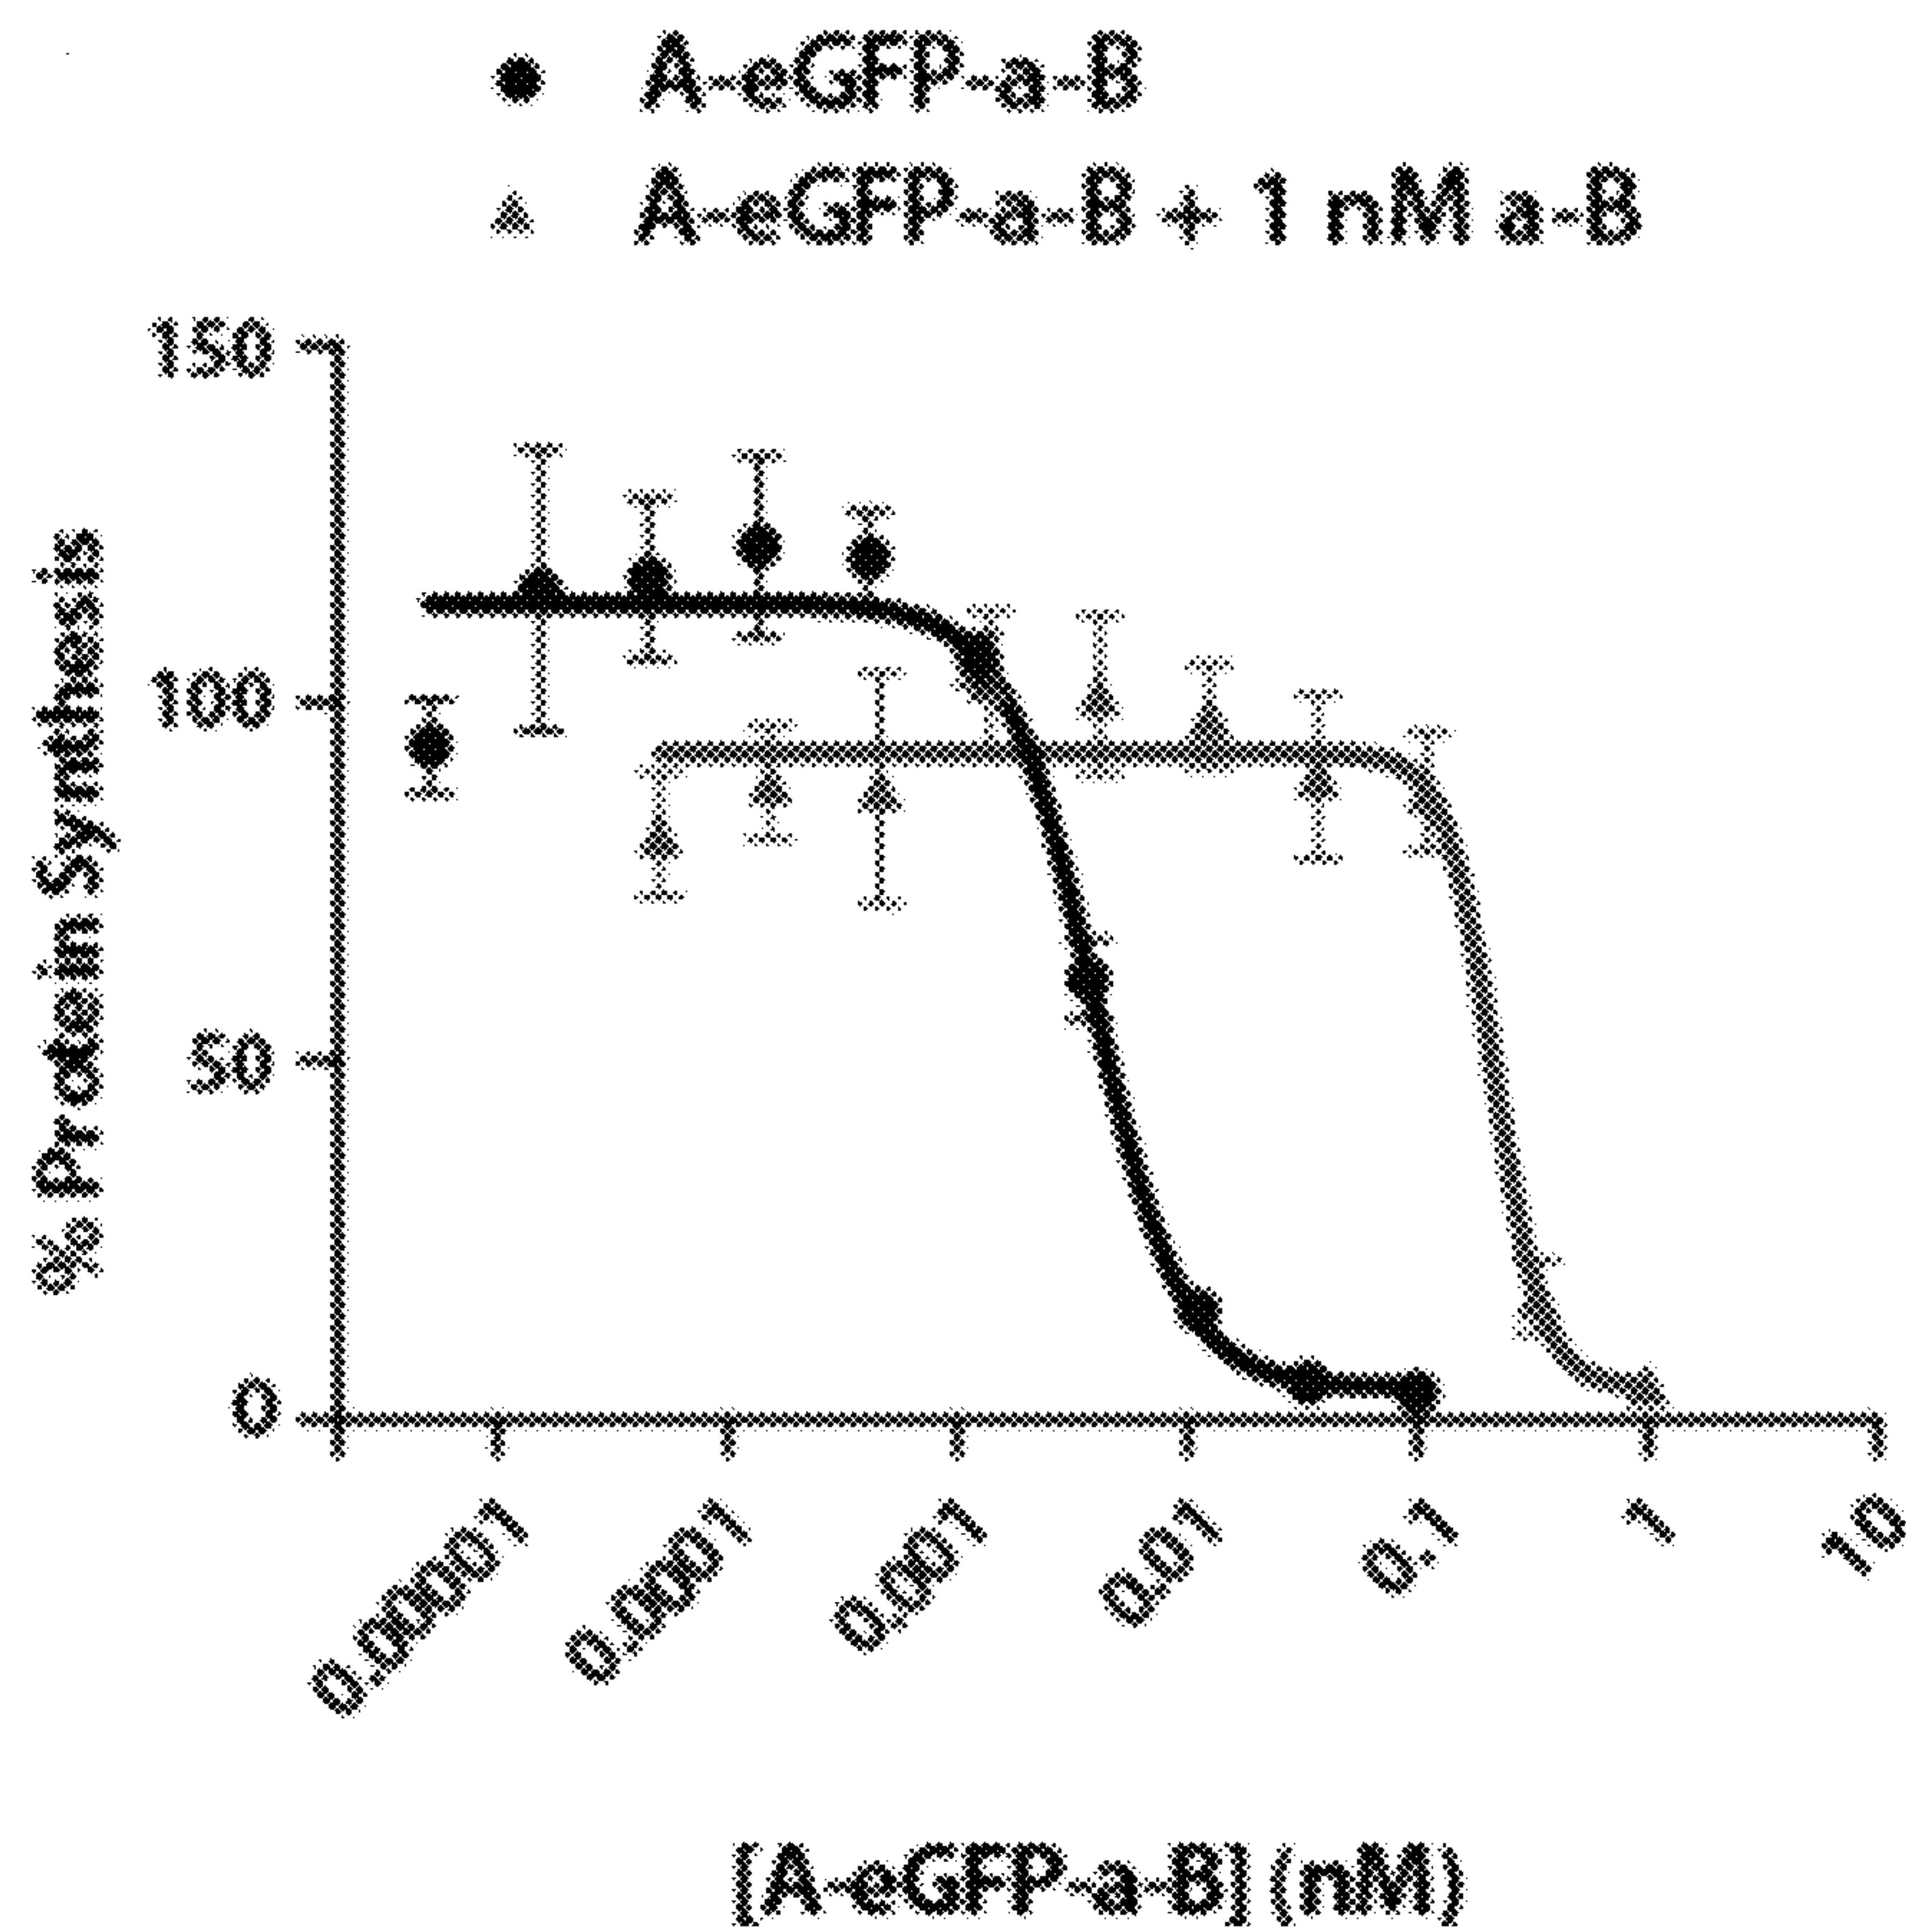 A-eGFP-a-B
A-eGFP-a-B + 1 nM a-B
150
100
50
0
% Protein Synthesis
0.00001
0.0001
0.001
0.01
0.1
1
10
[A-eGFP-a-B] (nM)